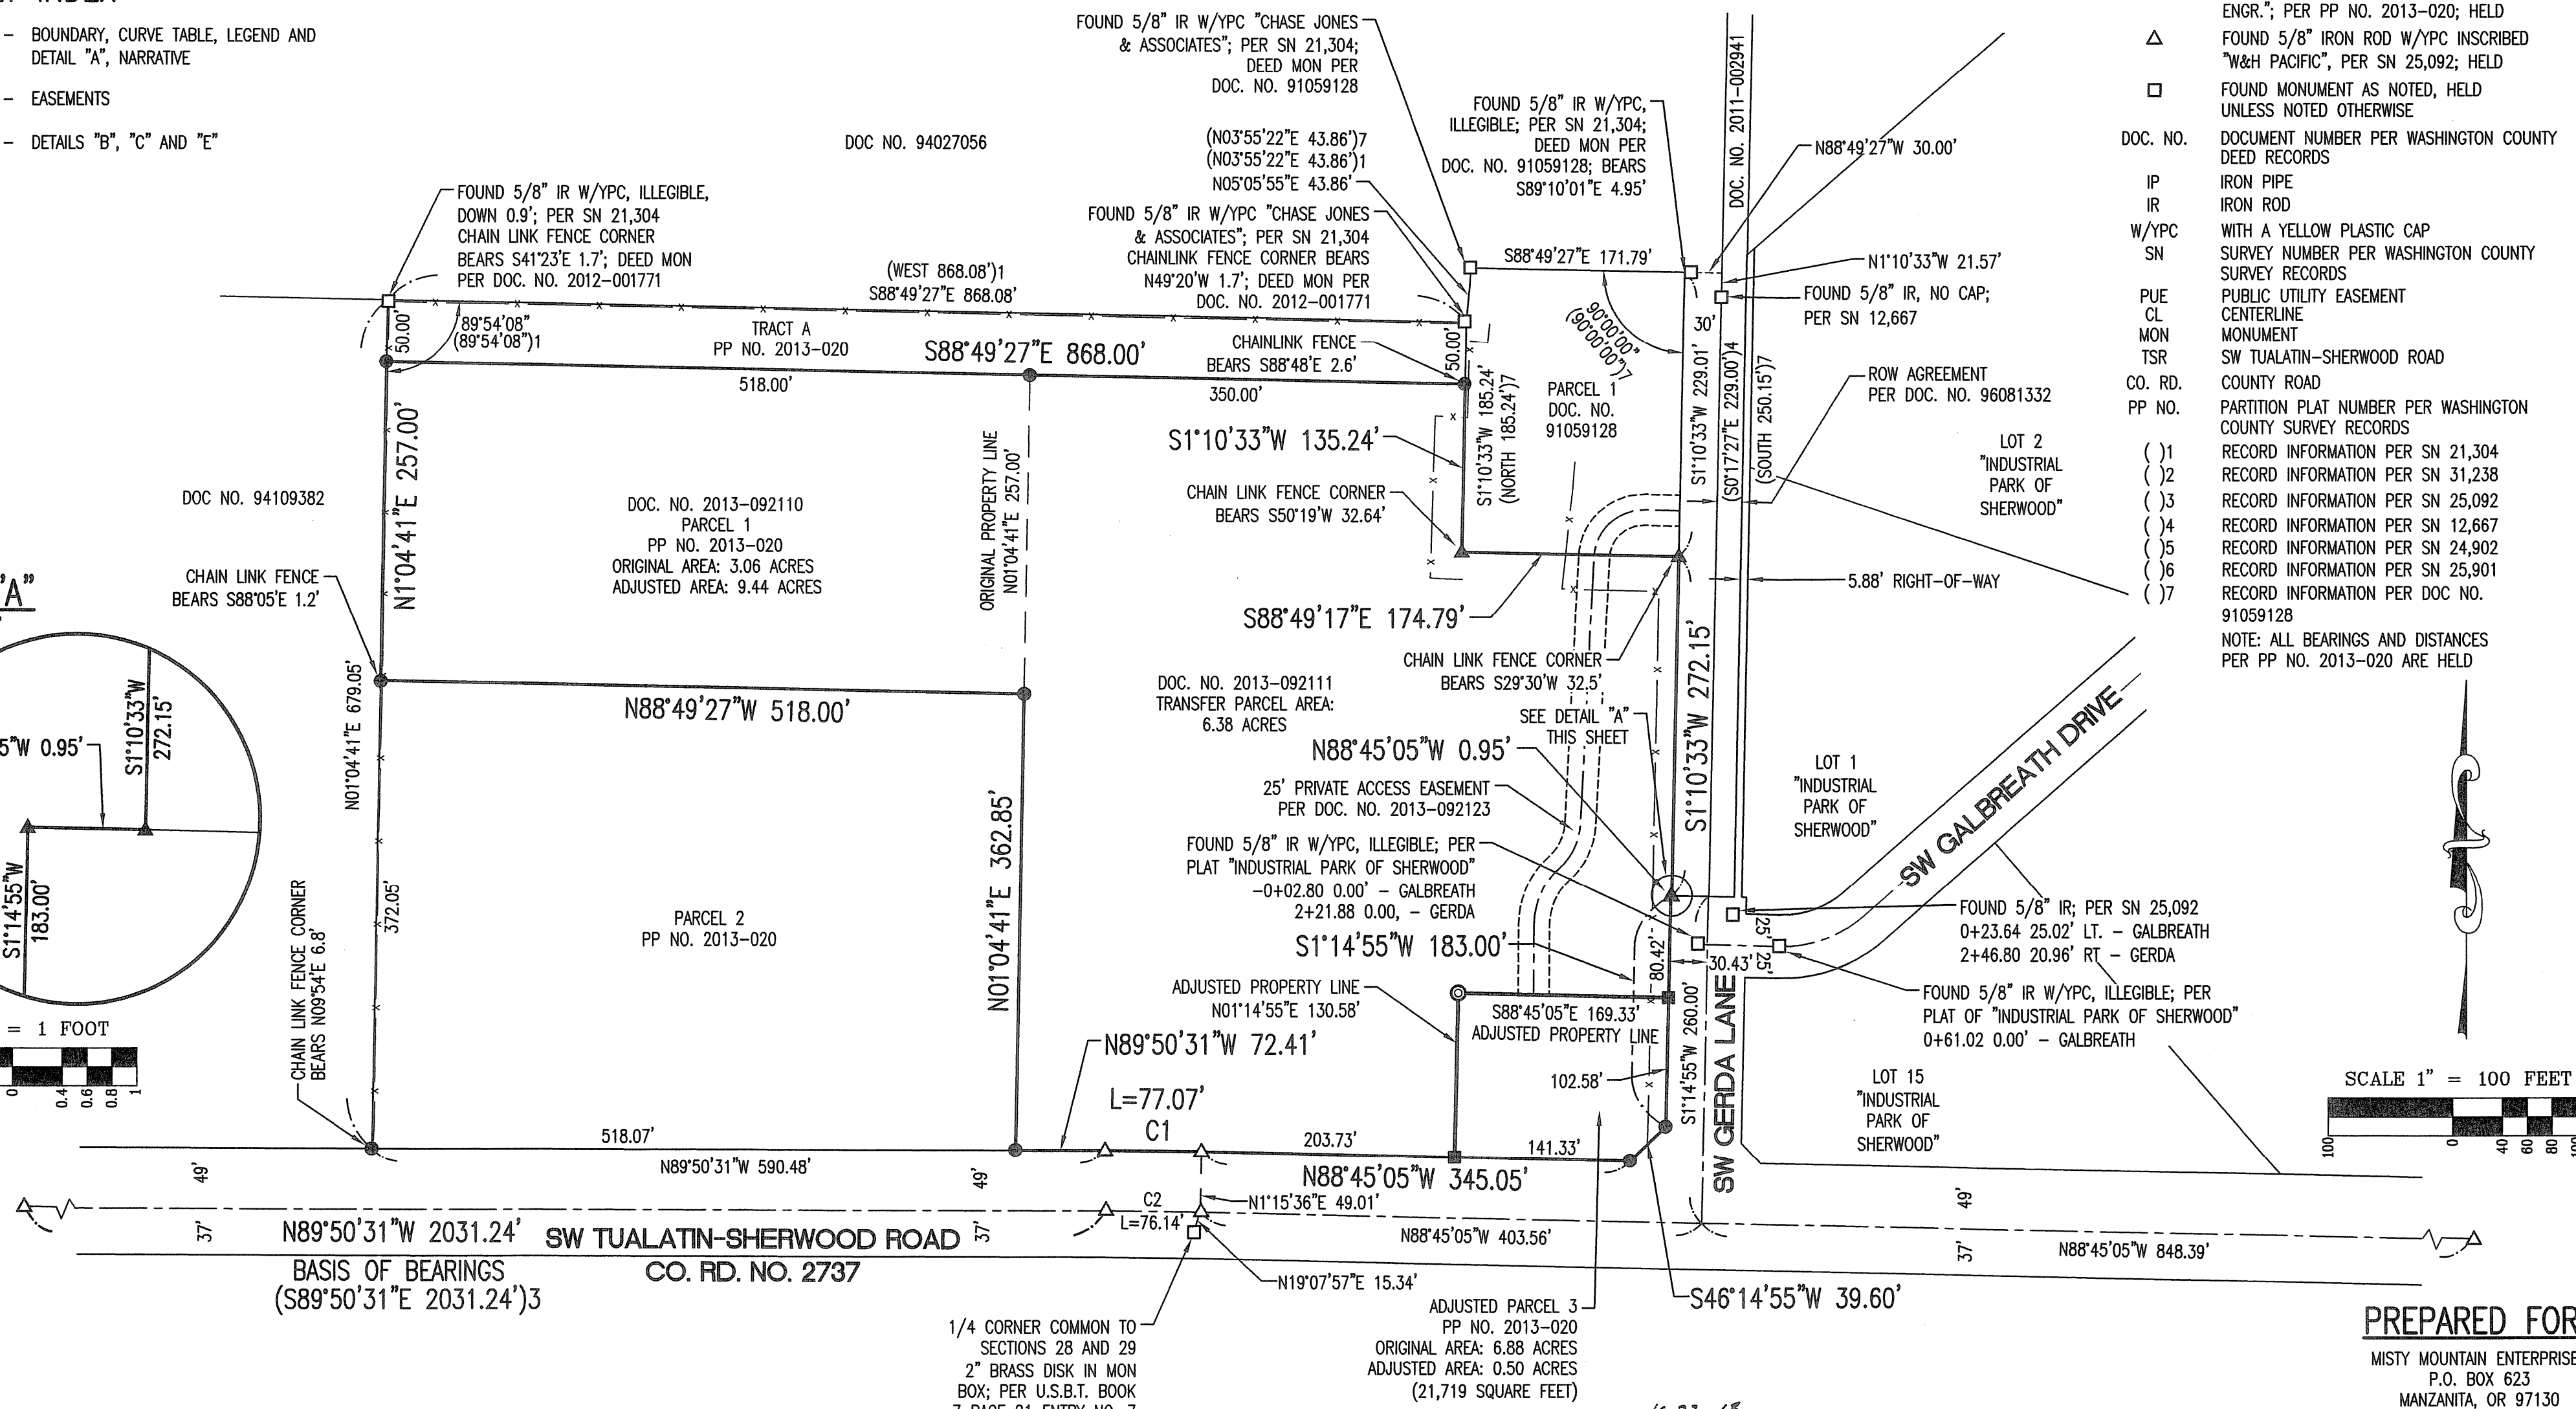 – BOUNDARY, CURVE TABLE, LEGEND AND
DETAIL "A", NARRATIVE
– EASEMENTS
– DETAILS "B", "C" AND "E"
DOC NO. 94027056
FOUND 5/8" IR W/YPC "CHASE JONES
& ASSOCIATES"; PER SN 21,304;
DEED MON PER
DOC. NO. 91059128
(N03°55'22"E 43.86')7
(N03°55'22"E 43.86')1
N05°05'55"E 43.86'
FOUND 5/8" IR W/YPC "CHASE JONES
& ASSOCIATES"; PER SN 21,304
CHAINLINK FENCE CORNER BEARS
N49°20'W 1.7'; DEED MON PER
DOC. NO. 2012-001771
FOUND 5/8" IR W/YPC,
ILLEGIBLE; PER SN 21,304;
DEED MON PER
DOC. NO. 91059128; BEARS
S89°10'01"E 4.95'
FOUND 5/8" IR W/YPC, ILLEGIBLE,
DOWN 0.9'; PER SN 21,304
CHAIN LINK FENCE CORNER
BEARS S41°23'E 1.7'; DEED MON
PER DOC. NO. 2012-001771
(WEST 868.08')1
S88°49'27"E 868.08'
50.00'
89°54'08"
(89°54'08")1
TRACT A
PP NO. 2013-020
S88°49'27"E 868.00'
518.00'
350.00'
CHAINLINK FENCE
BEARS S88°48'E 2.6'
50.00'
S88°49'27"E 171.79'
90°00'00"
(90°00'00")7
DOC. NO. 2011-002941
N88°49'27"W 30.00'
N1°10'33"W 21.57'
FOUND 5/8" IR, NO CAP;
PER SN 12,667
30'
S1°10'33"W 229.01'
(S0°17'27"E 229.00')4
(SOUTH 250.15')7
ROW AGREEMENT
PER DOC. NO. 96081332
PARCEL 1
DOC. NO.
91059128
S1°10'33"W 135.24'
S1°10'33"W 185.24'
(NORTH 185.24')7
CHAIN LINK FENCE CORNER
BEARS S50°19'W 32.64'
5.88' RIGHT-OF-WAY
S88°49'17"E 174.79'
CHAIN LINK FENCE CORNER
BEARS S29°30'W 32.5'
LOT 2
"INDUSTRIAL
PARK OF
SHERWOOD"
DOC NO. 94109382
N1°04'41"E 257.00'
DOC. NO. 2013-092110
PARCEL 1
PP NO. 2013-020
ORIGINAL AREA: 3.06 ACRES
ADJUSTED AREA: 9.44 ACRES
ORIGINAL PROPERTY LINE
N01°04'41"E 257.00'
CHAIN LINK FENCE
BEARS S88°05'E 1.2'
N01°04'41"E 679.05'
N88°49'27"W 518.00'
DOC. NO. 2013-092111
TRANSFER PARCEL AREA:
6.38 ACRES
SEE DETAIL "A"
THIS SHEET
N88°45'05"W 0.95'
S1°10'33"W 272.15'
25' PRIVATE ACCESS EASEMENT
PER DOC. NO. 2013-092123
FOUND 5/8" IR W/YPC, ILLEGIBLE; PER
PLAT "INDUSTRIAL PARK OF SHERWOOD"
-0+02.80 0.00' – GALBREATH
2+21.88 0.00, – GERDA
LOT 1
"INDUSTRIAL
PARK OF
SHERWOOD"
SW GALBREATH DRIVE
"A"
5"W 0.95'
S1°10'33"W
272.15'
S1°14'55"W
183.00'
= 1 FOOT
0 0.4 0.6 0.8 1
372.05'
PARCEL 2
PP NO. 2013-020
N01°04'41"E 362.85'
S1°14'55"W 183.00'
80.42'
30.43'
25'
25'
FOUND 5/8" IR; PER SN 25,092
0+23.64 25.02' LT. – GALBREATH
2+46.80 20.96' RT – GERDA
FOUND 5/8" IR W/YPC, ILLEGIBLE; PER
PLAT OF "INDUSTRIAL PARK OF SHERWOOD"
0+61.02 0.00' – GALBREATH
ADJUSTED PROPERTY LINE
N01°14'55"E 130.58'
S88°45'05"E 169.33'
ADJUSTED PROPERTY LINE
S1°14'55"W 260.00'
102.58'
SW GERDA LANE
LOT 15
"INDUSTRIAL
PARK OF
SHERWOOD"
CHAIN LINK FENCE CORNER
BEARS N09°54'E 6.8'
N89°50'31"W 72.41'
L=77.07'
C1
518.07'
203.73'
141.33'
N89°50'31"W 590.48'
N88°45'05"W 345.05'
49'
49'
49'
C2
L=76.14'
N1°15'36"E 49.01'
37'
37'
37'
N89°50'31"W 2031.24'
SW TUALATIN-SHERWOOD ROAD
N88°45'05"W 403.56'
N88°45'05"W 848.39'
BASIS OF BEARINGS
(S89°50'31"E 2031.24')3
CO. RD. NO. 2737
N19°07'57"E 15.34'
S46°14'55"W 39.60'
1/4 CORNER COMMON TO
SECTIONS 28 AND 29
2" BRASS DISK IN MON
BOX; PER U.S.B.T. BOOK
ADJUSTED PARCEL 3
PP NO. 2013-020
ORIGINAL AREA: 6.88 ACRES
ADJUSTED AREA: 0.50 ACRES
(21,719 SQUARE FEET)
ENGR."; PER PP NO. 2013-020; HELD
FOUND 5/8" IRON ROD W/YPC INSCRIBED
"W&H PACIFIC", PER SN 25,092; HELD
FOUND MONUMENT AS NOTED, HELD
UNLESS NOTED OTHERWISE
DOC. NO. DOCUMENT NUMBER PER WASHINGTON COUNTY
DEED RECORDS
IP IRON PIPE
IR IRON ROD
W/YPC WITH A YELLOW PLASTIC CAP
SN SURVEY NUMBER PER WASHINGTON COUNTY
SURVEY RECORDS
PUE PUBLIC UTILITY EASEMENT
CL CENTERLINE
MON MONUMENT
TSR SW TUALATIN-SHERWOOD ROAD
CO. RD. COUNTY ROAD
PP NO. PARTITION PLAT NUMBER PER WASHINGTON
COUNTY SURVEY RECORDS
( )1 RECORD INFORMATION PER SN 21,304
( )2 RECORD INFORMATION PER SN 31,238
( )3 RECORD INFORMATION PER SN 25,092
( )4 RECORD INFORMATION PER SN 12,667
( )5 RECORD INFORMATION PER SN 24,902
( )6 RECORD INFORMATION PER SN 25,901
( )7 RECORD INFORMATION PER DOC NO.
91059128
NOTE: ALL BEARINGS AND DISTANCES
PER PP NO. 2013-020 ARE HELD
SCALE 1" = 100 FEET
100 0 40 60 80
PREPARED FOR
MISTY MOUNTAIN ENTERPRISE
P.O. BOX 623
MANZANITA, OR 97130